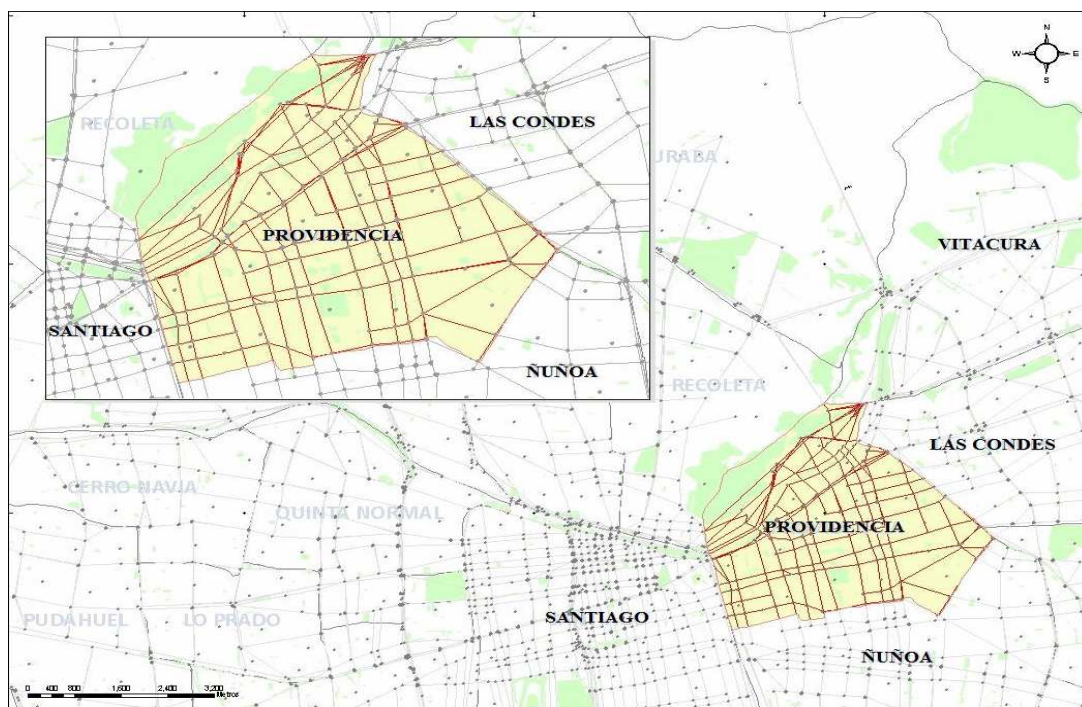 N
W E
S
RECOLETA
LAS CONDES
URABA
PROVIDENCIA
VITACURA
SANTIAGO
ÑUÑOA
RECOLETA
LAS CONDES
CERRO NAVIA
QUINTA NORMAL
PROVIDENCIA
PUDAHUEL
LO PRADO
SANTIAGO
ÑUÑOA
0 400 800 1,600 2,400 3,200
Metros